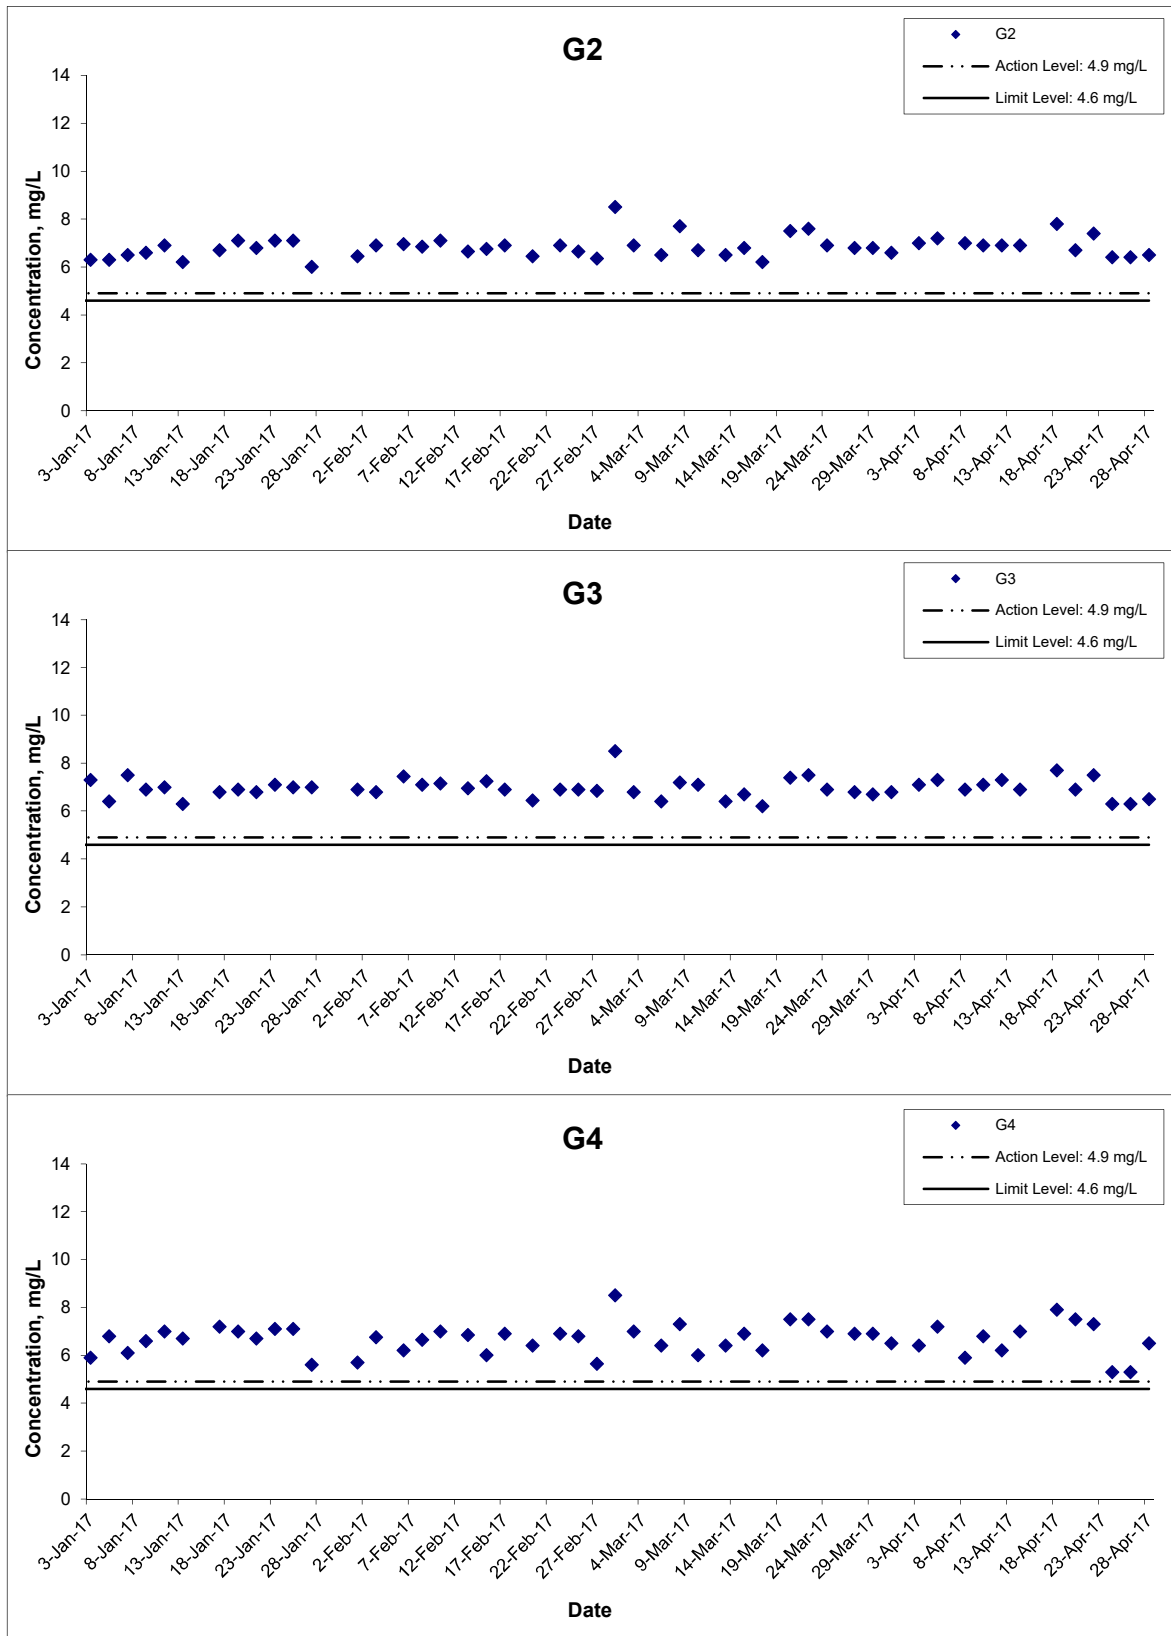 G2
G2
Action Level: 4.9 mg/L
Limit Level: 4.6 mg/L
Concentration, mg/L
14
12
10
8
6
4
2
0
3-Jan-17
8-Jan-17
13-Jan-17
18-Jan-17
23-Jan-17
28-Jan-17
2-Feb-17
7-Feb-17
12-Feb-17
17-Feb-17
22-Feb-17
27-Feb-17
4-Mar-17
9-Mar-17
14-Mar-17
19-Mar-17
24-Mar-17
29-Mar-17
3-Apr-17
8-Apr-17
13-Apr-17
18-Apr-17
23-Apr-17
28-Apr-17
Date
G3
G3
Action Level: 4.9 mg/L
Limit Level: 4.6 mg/L
Concentration, mg/L
14
12
10
8
6
4
2
0
3-Jan-17
8-Jan-17
13-Jan-17
18-Jan-17
23-Jan-17
28-Jan-17
2-Feb-17
7-Feb-17
12-Feb-17
17-Feb-17
22-Feb-17
27-Feb-17
4-Mar-17
9-Mar-17
14-Mar-17
19-Mar-17
24-Mar-17
29-Mar-17
3-Apr-17
8-Apr-17
13-Apr-17
18-Apr-17
23-Apr-17
28-Apr-17
Date
G4
G4
Action Level: 4.9 mg/L
Limit Level: 4.6 mg/L
Concentration, mg/L
14
12
10
8
6
4
2
0
3-Jan-17
8-Jan-17
13-Jan-17
18-Jan-17
23-Jan-17
28-Jan-17
2-Feb-17
7-Feb-17
12-Feb-17
17-Feb-17
22-Feb-17
27-Feb-17
4-Mar-17
9-Mar-17
14-Mar-17
19-Mar-17
24-Mar-17
29-Mar-17
3-Apr-17
8-Apr-17
13-Apr-17
18-Apr-17
23-Apr-17
28-Apr-17
Date